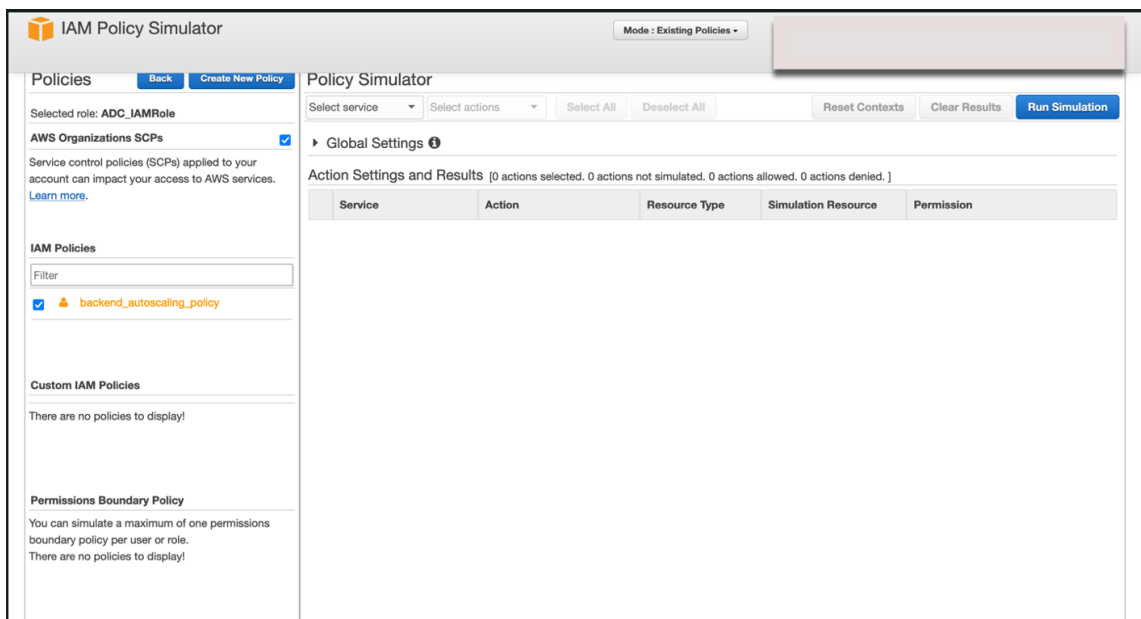 IAM Policy Simulator
Mode : Existing Policies
Policies
Back
Create New Policy
Selected role: ADC_IAMRole
AWS Organizations SCPs
Service control policies (SCPs) applied to your
account can impact your access to AWS services.
Learn more.
IAM Policies
Filter
backend_autoscaling_policy
Custom IAM Policies
There are no policies to display!
Permissions Boundary Policy
You can simulate a maximum of one permissions
boundary policy per user or role.
There are no policies to display!
Policy Simulator
Select service
Select actions
Select All
Deselect All
Reset Contexts
Clear Results
Run Simulation
Global Settings
Action Settings and Results [0 actions selected. 0 actions not simulated. 0 actions allowed. 0 actions denied. ]
Service Action Resource Type Simulation Resource Permission